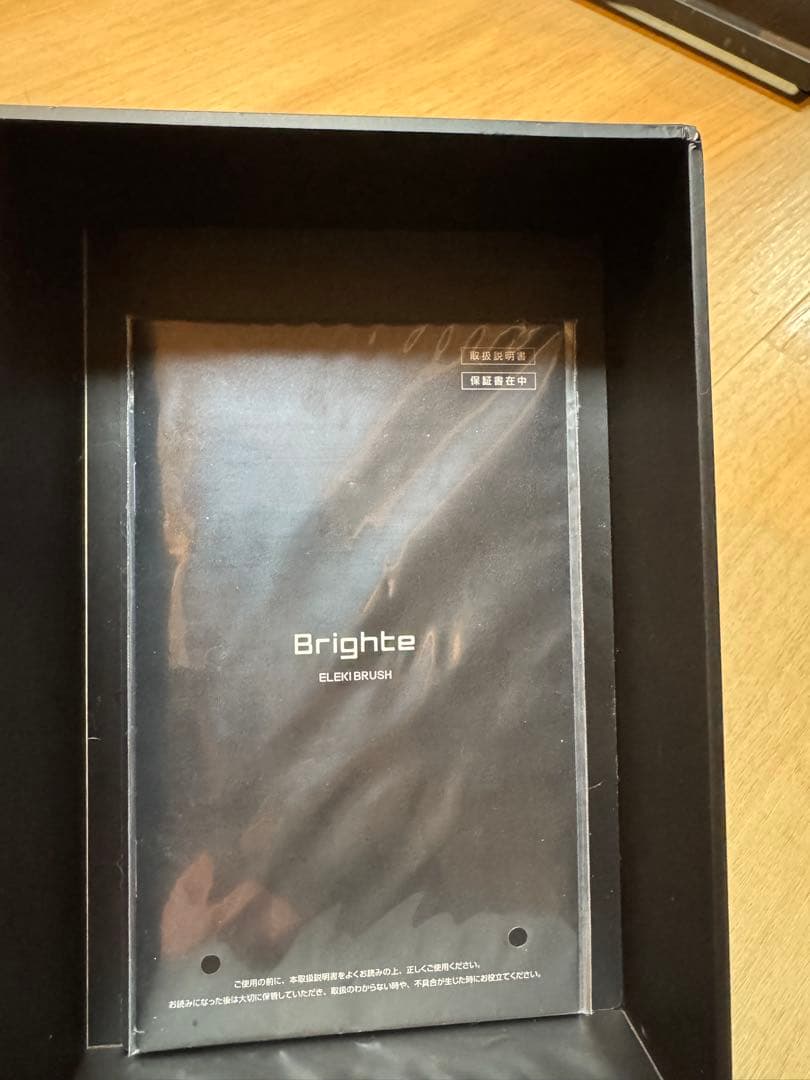 取扱説明書
保証書在中
Brighte
ELEKI BRUSH
ご使用の前に、本取扱説明書をよくお読みの上、正しくご使用ください。
お読みになった後は大切に保管していただき、取扱のわからない時や、不具合が生じた時にお役立てください。